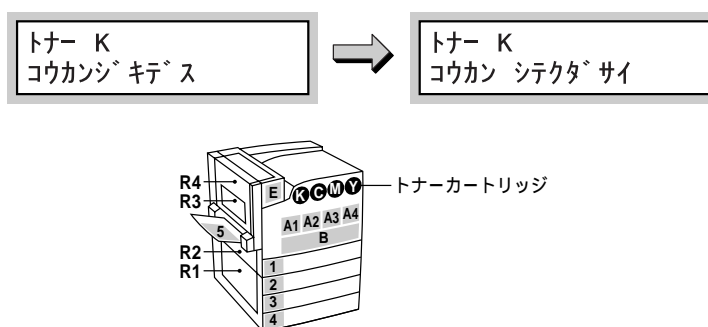 トナー K
コウカンジキデス
トナー K
コウカン シテクダサイ
R4
R3
E
K C M Y
トナーカートリッジ
5
A1 A2 A3 A4
B
R2
R1
1
2
3
4